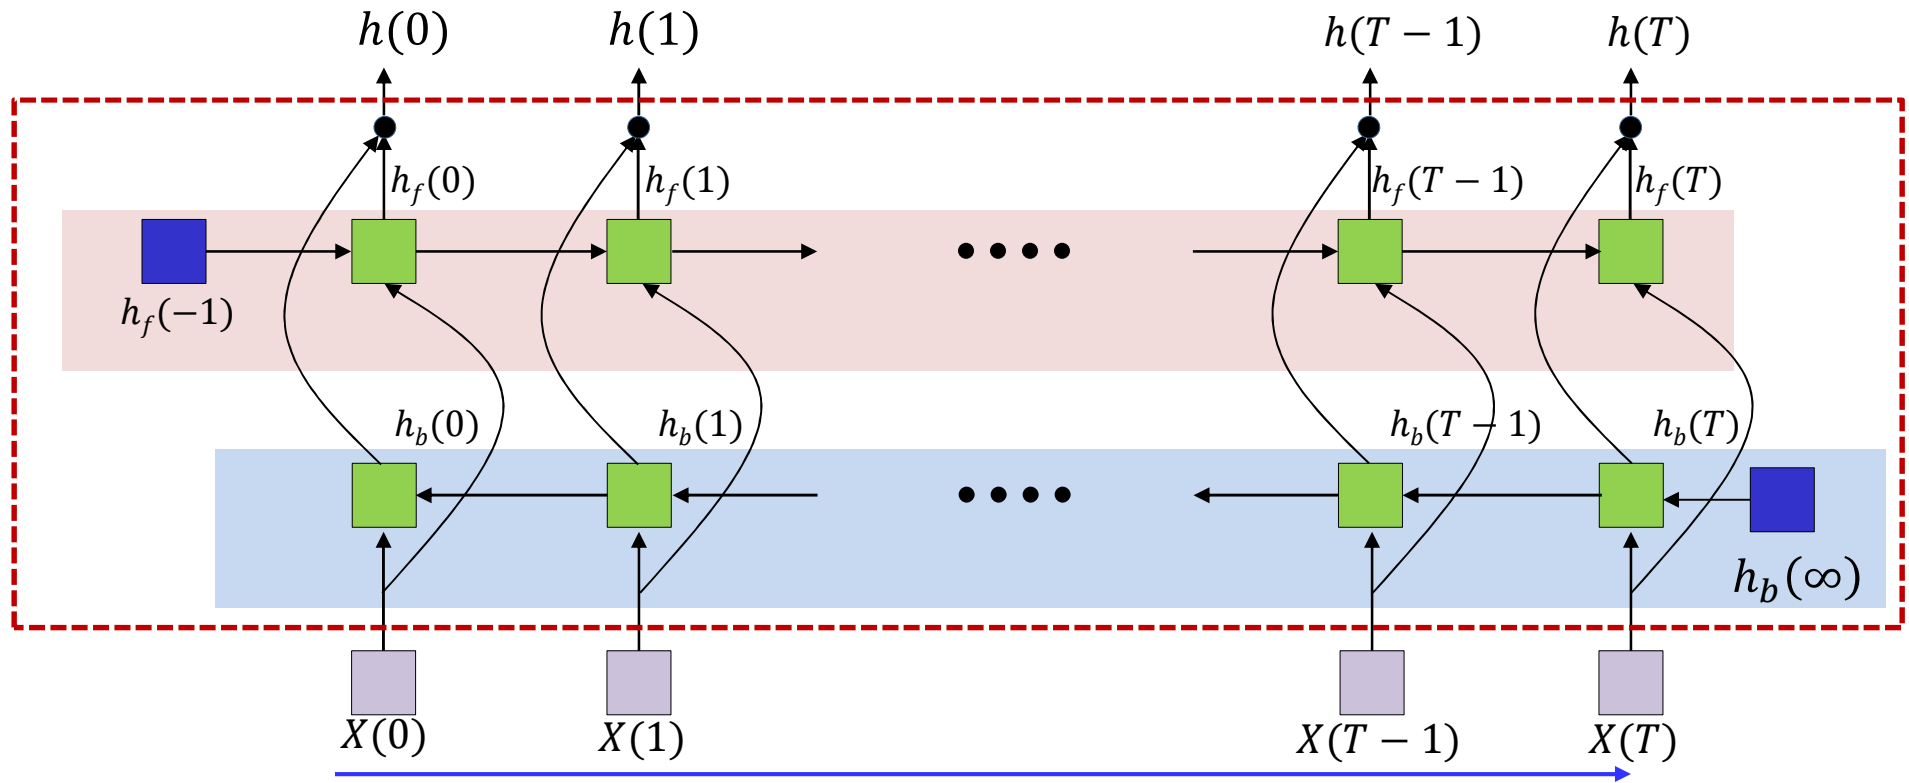 h(0) h(1) h(T − 1) h(T)
h_f(0) h_f(1) h_f(T − 1) h_f(T)
h_f(−1)
h_b(0) h_b(1) h_b(T − 1) h_b(T)
h_b(∞)
X(0) X(1) X(T − 1) X(T)